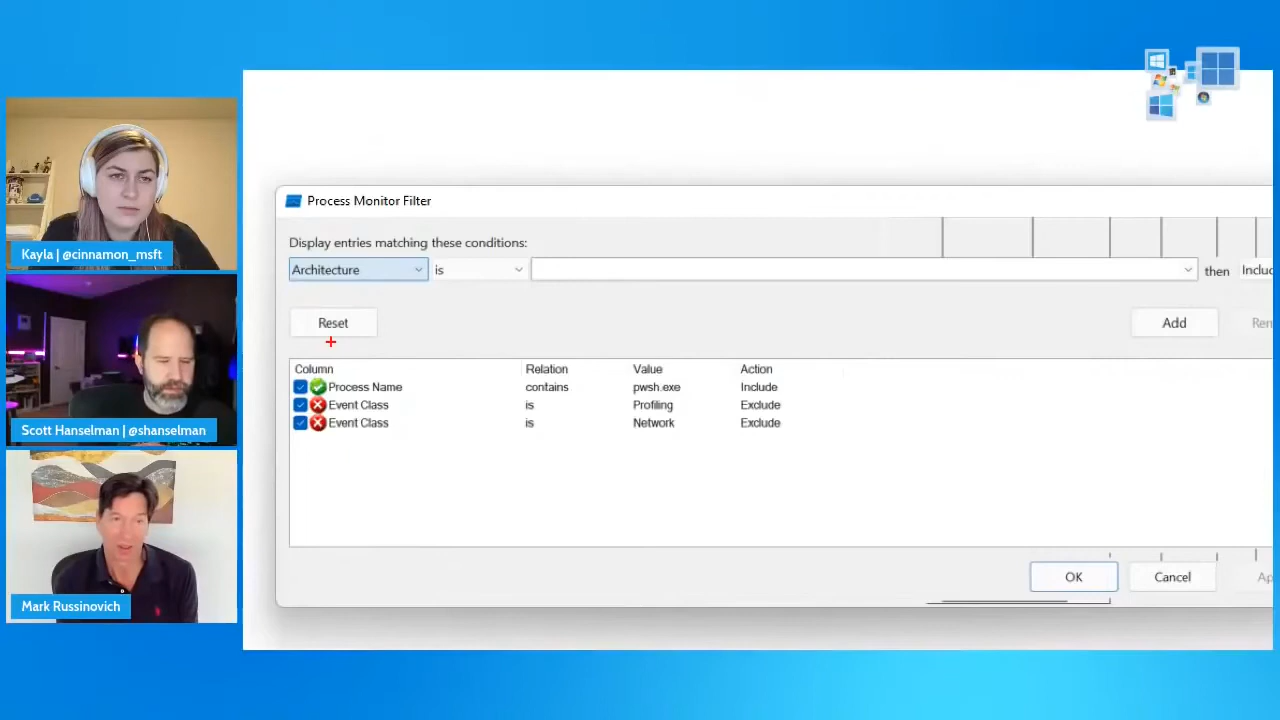 Process Monitor Filter
Display entries matching these conditions:
Architecture is then
Reset Add
Column Relation Value Action
Process Name contains pwsh.exe Include
Event Class is Profiling Exclude
Event Class is Network Exclude
OK Cancel
Kayla | @cinnamon_msft
Scott Hanselman | @shanselman
Mark Russinovich